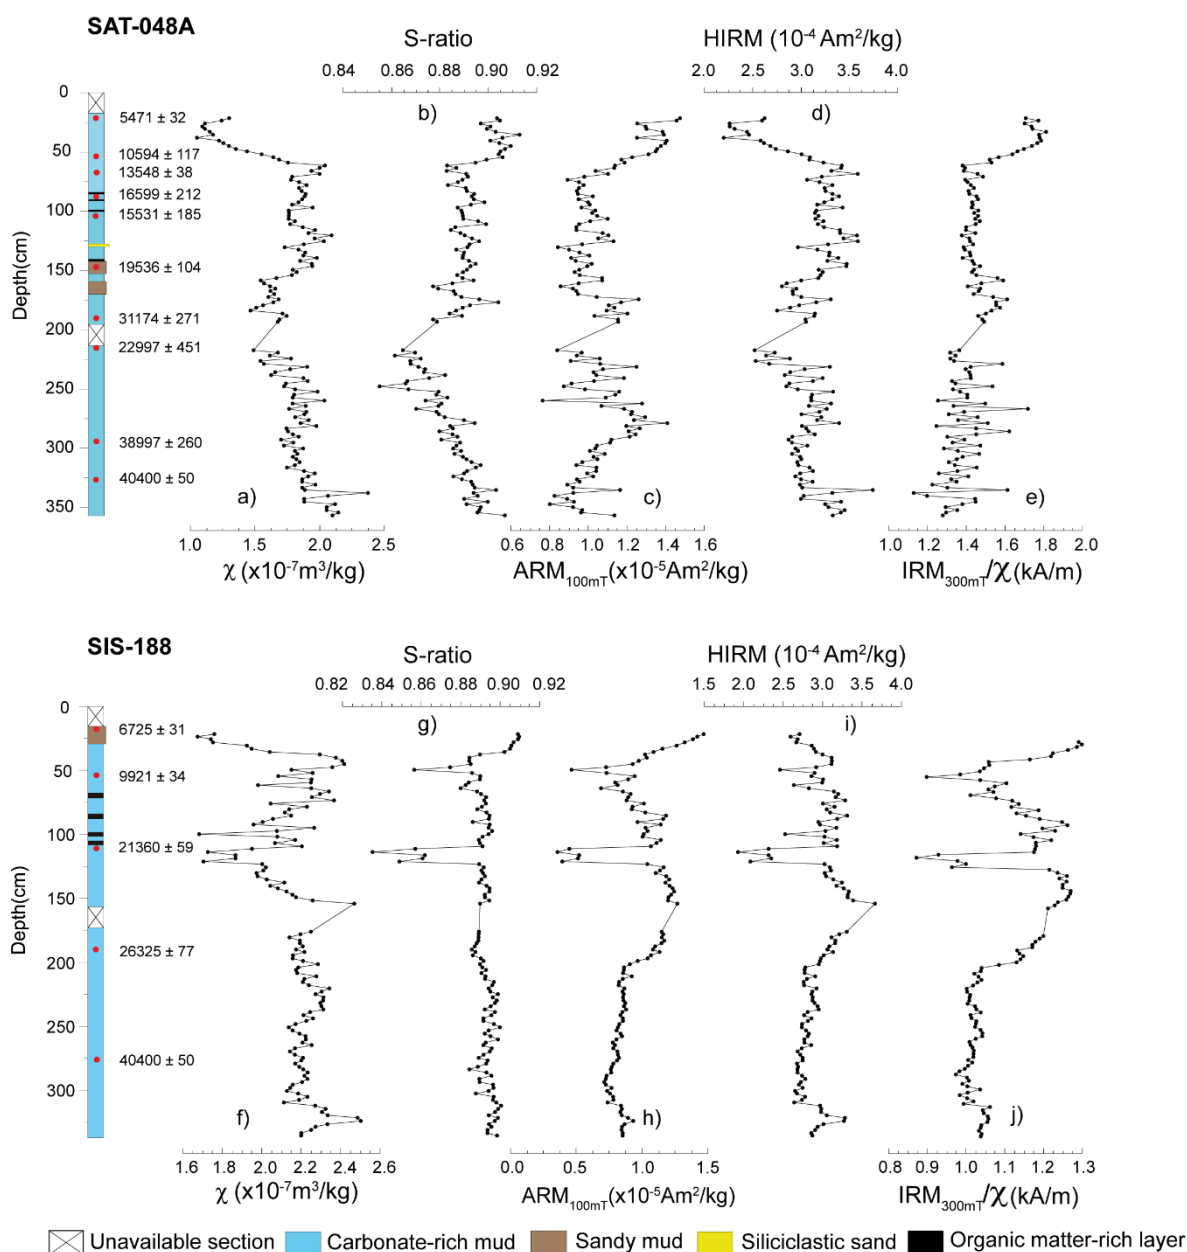 SAT-048A
S-ratio
HIRM (10⁻⁴ Am²/kg)
0.84 0.86 0.88 0.90 0.92
2.0 2.5 3.0 3.5 4.0
Depth(cm)
0
50
100
150
200
250
300
350
5471 ± 32
10594 ± 117
13548 ± 38
16599 ± 212
15531 ± 185
19536 ± 104
31174 ± 271
22997 ± 451
38997 ± 260
40400 ± 50
b)
d)
a)
c)
e)
1.0 1.5 2.0 2.5
0.6 0.8 1.0 1.2 1.4 1.6
1.0 1.2 1.4 1.6 1.8 2.0
χ (x10⁻⁷m³/kg)
ARM₁₀₀mT(x10⁻⁵Am²/kg)
IRM₃₀₀mT/χ (kA/m)
SIS-188
S-ratio
HIRM (10⁻⁴ Am²/kg)
0.82 0.84 0.86 0.88 0.90 0.92
1.5 2.0 2.5 3.0 3.5 4.0
Depth(cm)
0
50
100
150
200
250
300
6725 ± 31
9921 ± 34
21360 ± 59
26325 ± 77
40400 ± 50
g)
i)
f)
h)
j)
1.6 1.8 2.0 2.2 2.4 2.6
0.0 0.5 1.0 1.5
0.8 0.9 1.0 1.1 1.2 1.3
χ (x10⁻⁷m³/kg)
ARM₁₀₀mT(x10⁻⁵Am²/kg)
IRM₃₀₀mT/χ (kA/m)
Unavailable section
Carbonate-rich mud
Sandy mud
Siliciclastic sand
Organic matter-rich layer